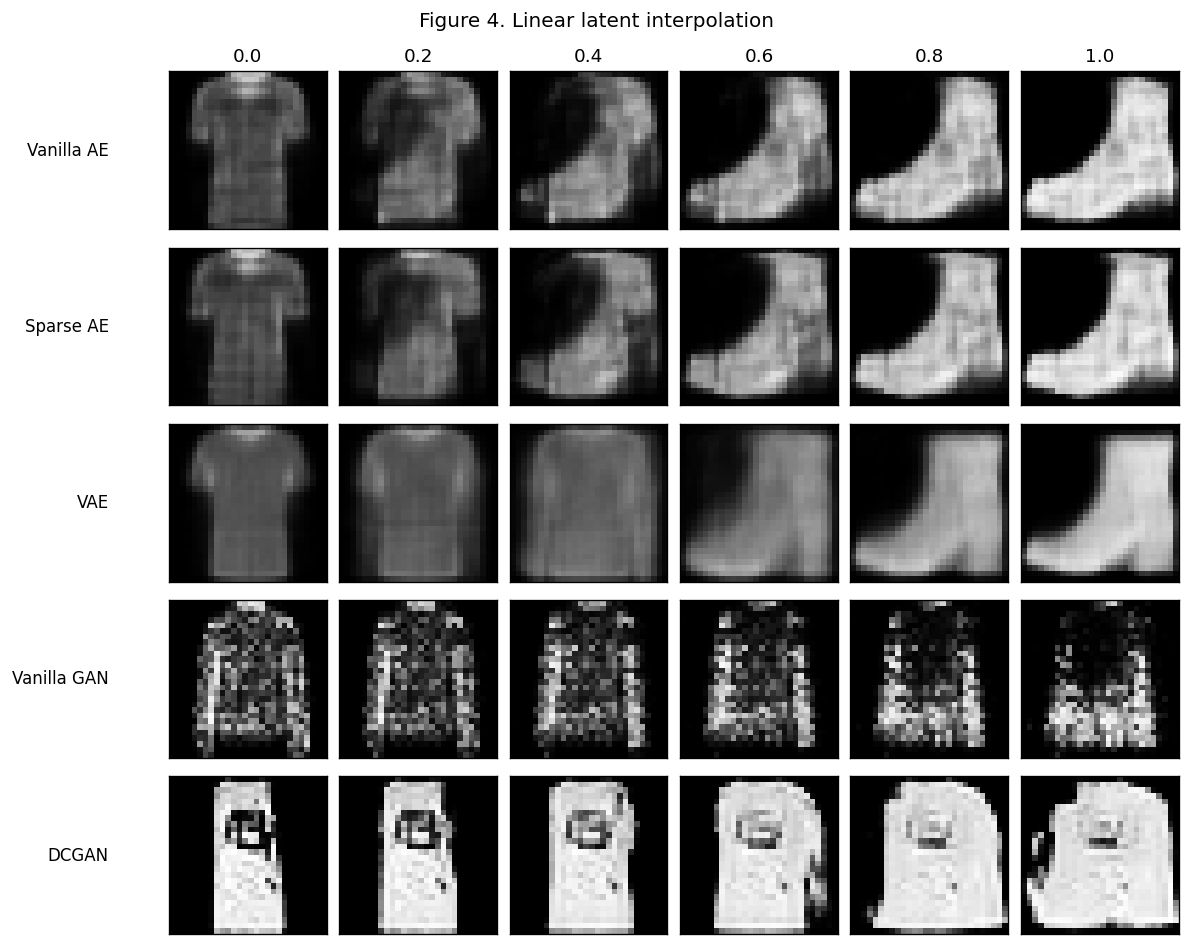 Figure 4. Linear latent interpolation
0.0 0.2 0.4 0.6 0.8 1.0
Vanilla AE
Sparse AE
VAE
Vanilla GAN
DCGAN